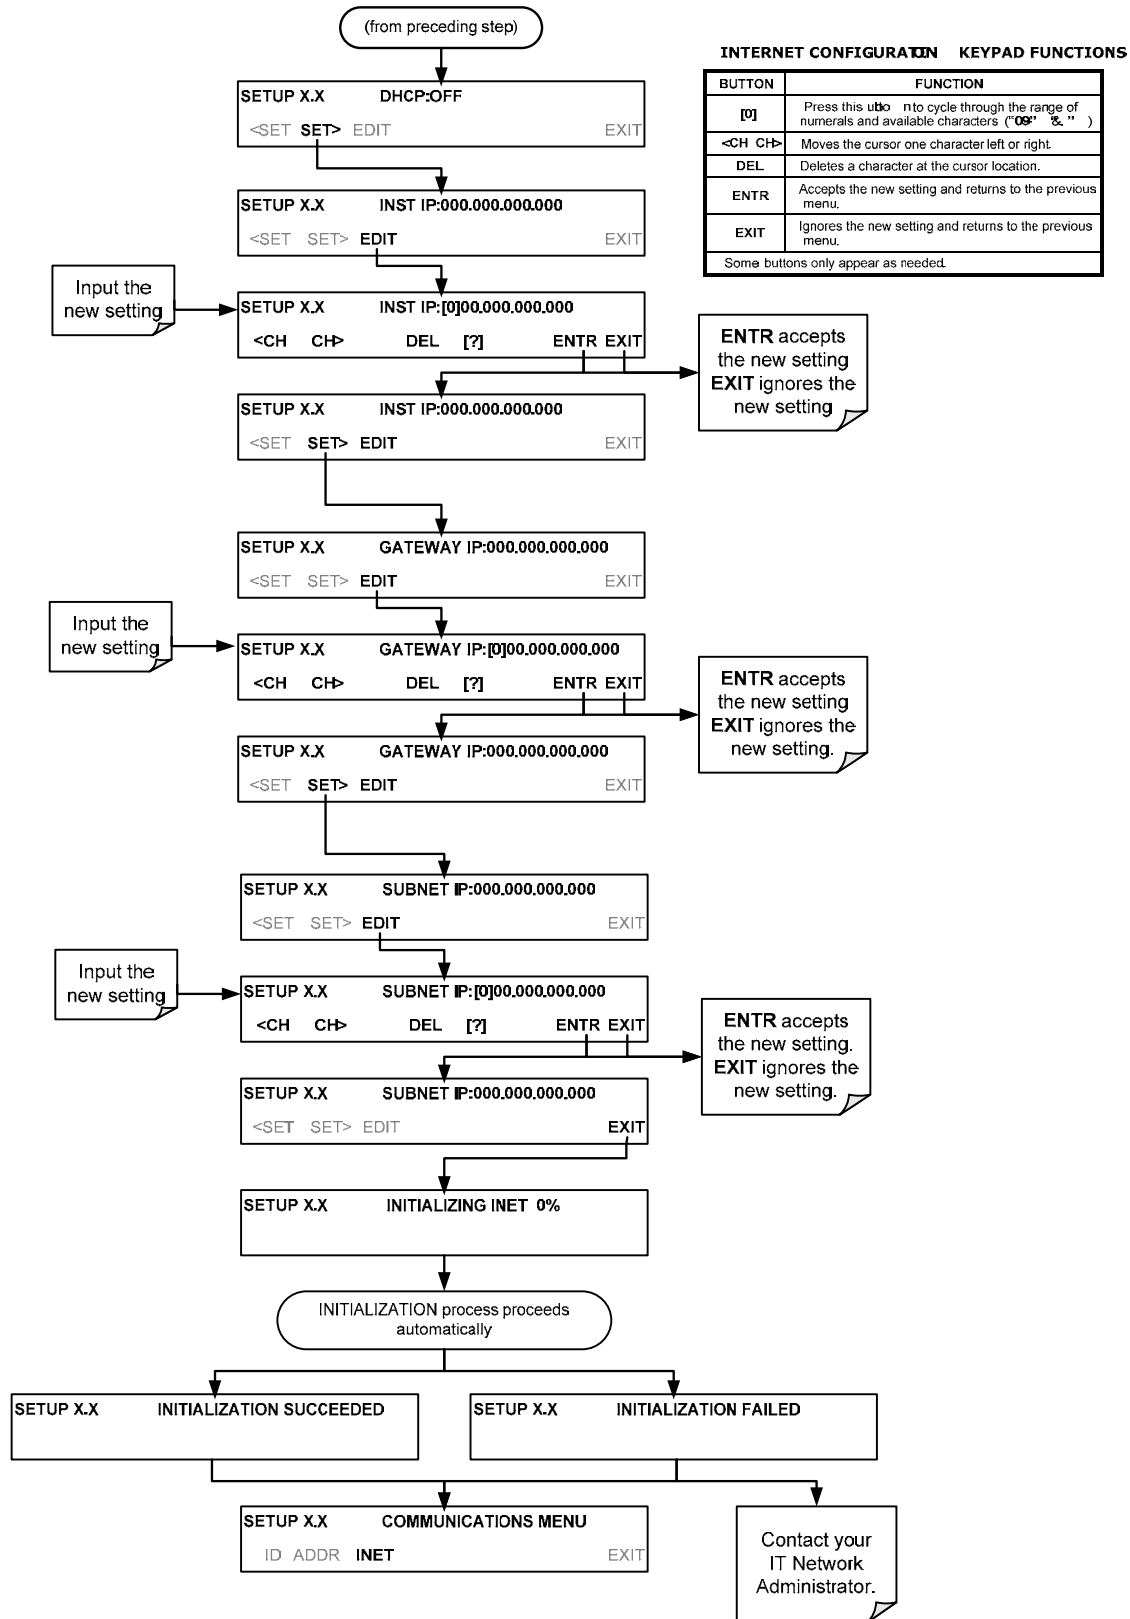 (from preceding step)
INTERNET CONFIGURATION KEYPAD FUNCTIONS
BUTTON FUNCTION
[0] Press this to cycle through the range of
numerals and available characters ("0-9" & ". ")
<CH CH> Moves the cursor one character left or right.
DEL Deletes a character at the cursor location.
ENTR Accepts the new setting and returns to the previous
menu.
EXIT Ignores the new setting and returns to the previous
menu.
Some buttons only appear as needed.
SETUP X.X DHCP:OFF
<SET SET> EDIT EXIT
SETUP X.X INST IP:000.000.000.000
<SET SET> EDIT EXIT
Input the
new setting
SETUP X.X INST IP:[0]00.000.000.000
<CH CH> DEL [?] ENTR EXIT
ENTR accepts
the new setting
EXIT ignores the
new setting
SETUP X.X INST IP:000.000.000.000
<SET SET> EDIT EXIT
SETUP X.X GATEWAY IP:000.000.000.000
<SET SET> EDIT EXIT
Input the
new setting
SETUP X.X GATEWAY IP:[0]00.000.000.000
<CH CH> DEL [?] ENTR EXIT
ENTR accepts
the new setting
EXIT ignores the
new setting.
SETUP X.X GATEWAY IP:000.000.000.000
<SET SET> EDIT EXIT
SETUP X.X SUBNET IP:000.000.000.000
<SET SET> EDIT EXIT
Input the
new setting
SETUP X.X SUBNET IP:[0]00.000.000.000
<CH CH> DEL [?] ENTR EXIT
ENTR accepts
the new setting.
EXIT ignores the
new setting.
SETUP X.X SUBNET IP:000.000.000.000
<SET SET> EDIT EXIT
SETUP X.X INITIALIZING INET 0%
INITIALIZATION process proceeds
automatically
SETUP X.X INITIALIZATION SUCCEEDED
SETUP X.X INITIALIZATION FAILED
SETUP X.X COMMUNICATIONS MENU
ID ADDR INET EXIT
Contact your
IT Network
Administrator.